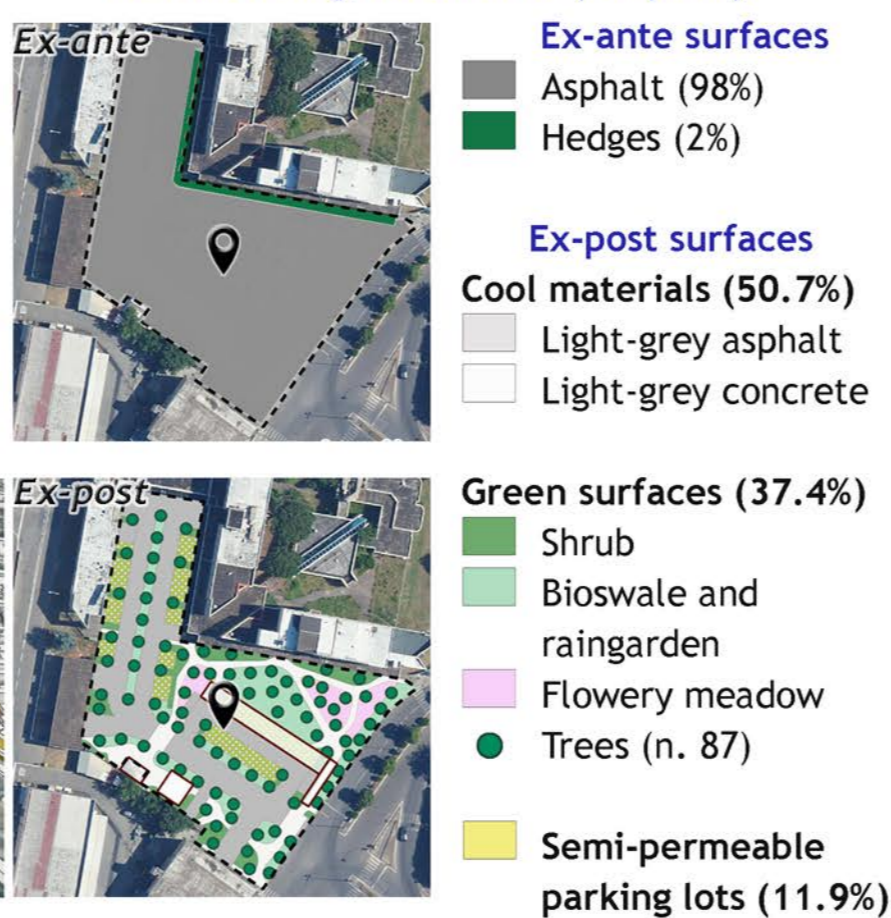 Ex-ante
Ex-ante surfaces
Asphalt (98%)
Hedges (2%)
Ex-post surfaces
Cool materials (50.7%)
Light-grey asphalt
Light-grey concrete
Ex-post
Green surfaces (37.4%)
Shrub
Bioswale and
raingarden
Flowery meadow
Trees (n. 87)
Semi-permeable
parking lots (11.9%)